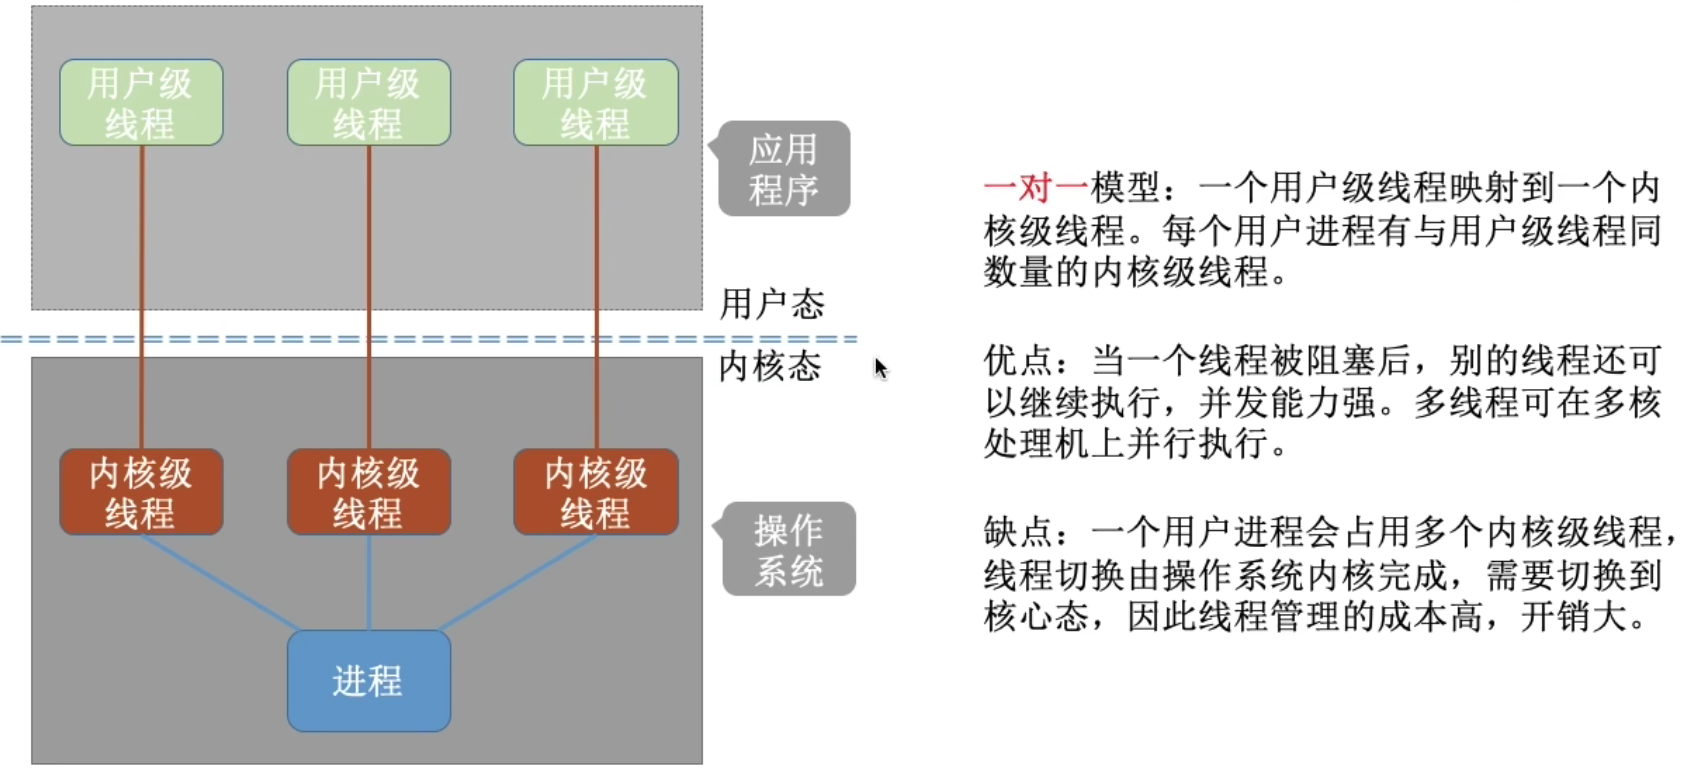 用户级
线程
用户级
线程
用户级
线程
应用
程序
用户态
内核态
内核级
线程
内核级
线程
内核级
线程
操作
系统
进程
一对一模型：一个用户级线程映射到一个内
核级线程。每个用户进程有与用户级线程同
数量的内核级线程。
优点：当一个线程被阻塞后，别的线程还可
以继续执行，并发能力强。多线程可在多核
处理机上并行执行。
缺点：一个用户进程会占用多个内核级线程，
线程切换由操作系统内核完成，需要切换到
核心态，因此线程管理的成本高，开销大。